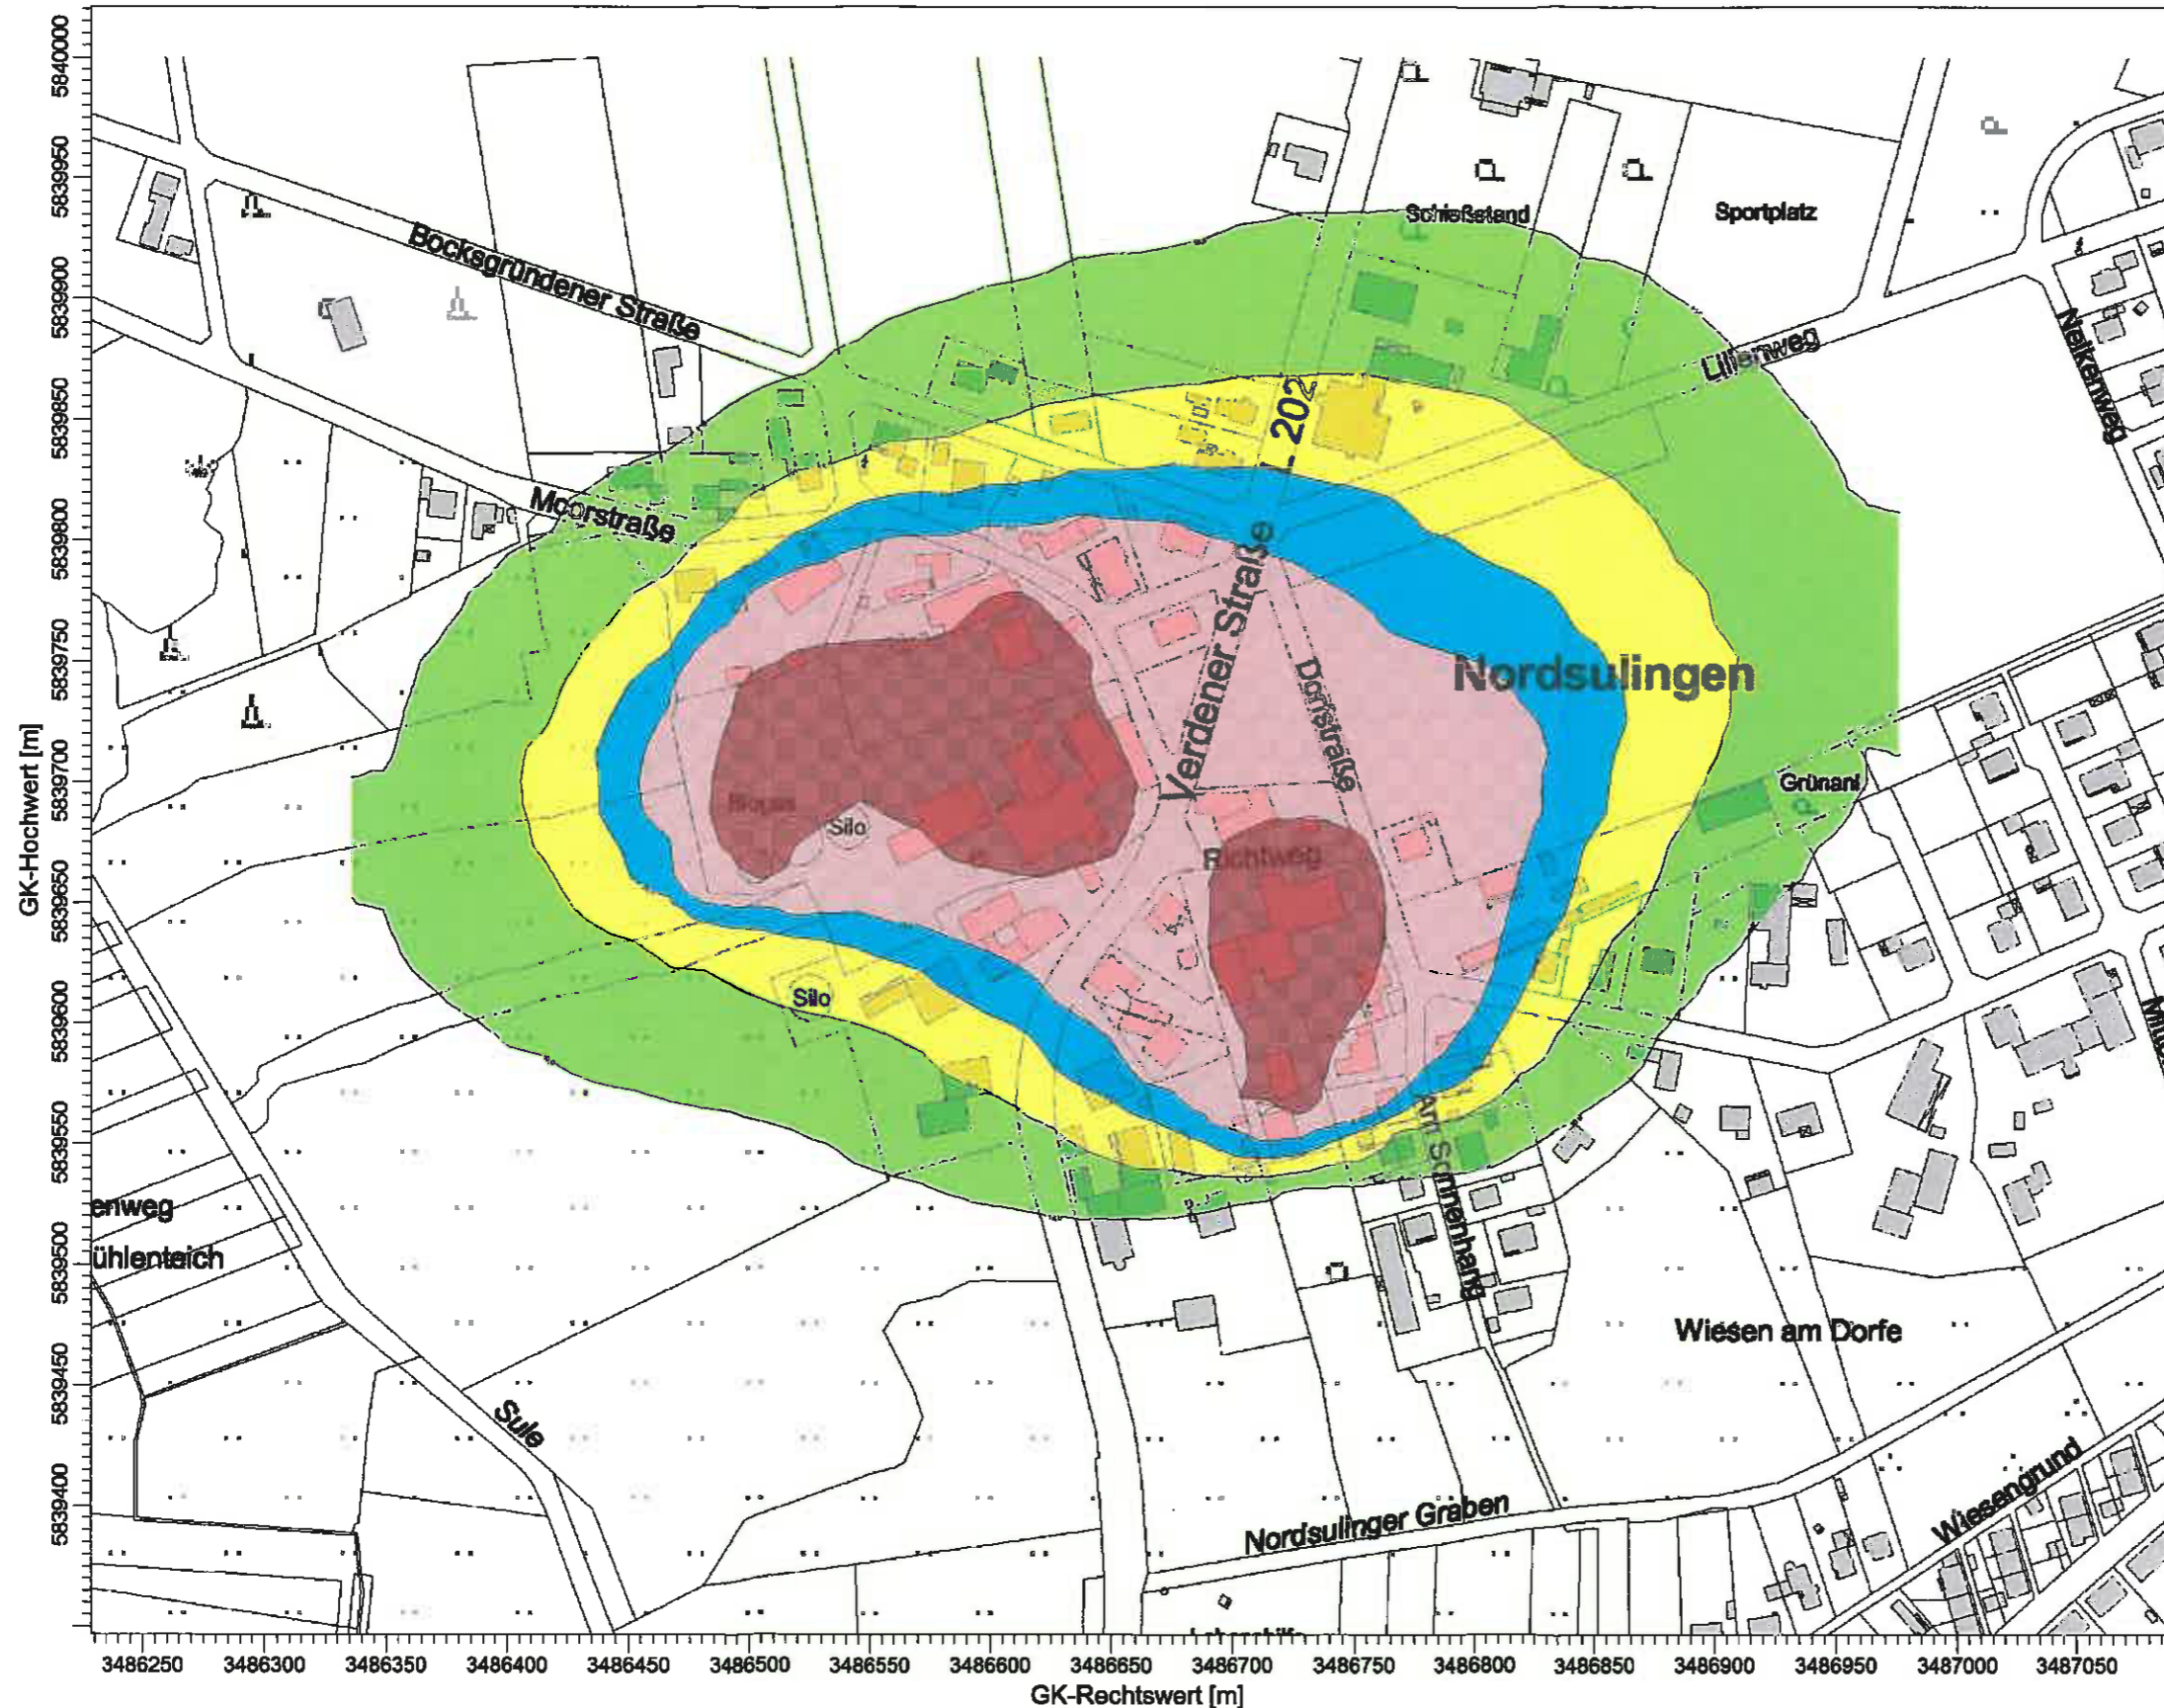 GK-Hochwert [m]
5840000
5839950
5839900
5839850
5839800
5839750
5839700
5839650
5839600
5839550
5839500
5839450
5839400
Schießstand
Sportplatz
Bocksgründener Straße
Lilienweg
Nelkenweg
L 202
Moorstraße
Verdener Straße
Nordsulingen
Dorfstraße
Grünanl
Biogas
Silo
Richtweg
Silo
Am Sonnenhang
enweg
ühlenteich
Wiesen am Dorfe
Sule
Wiesengrund
Nordsulinger Graben
3486250 3486300 3486350 3486400 3486450 3486500 3486550 3486600 3486650 3486700 3486750 3486800 3486850 3486900 3486950 3487000 3487050
GK-Rechtswert [m]